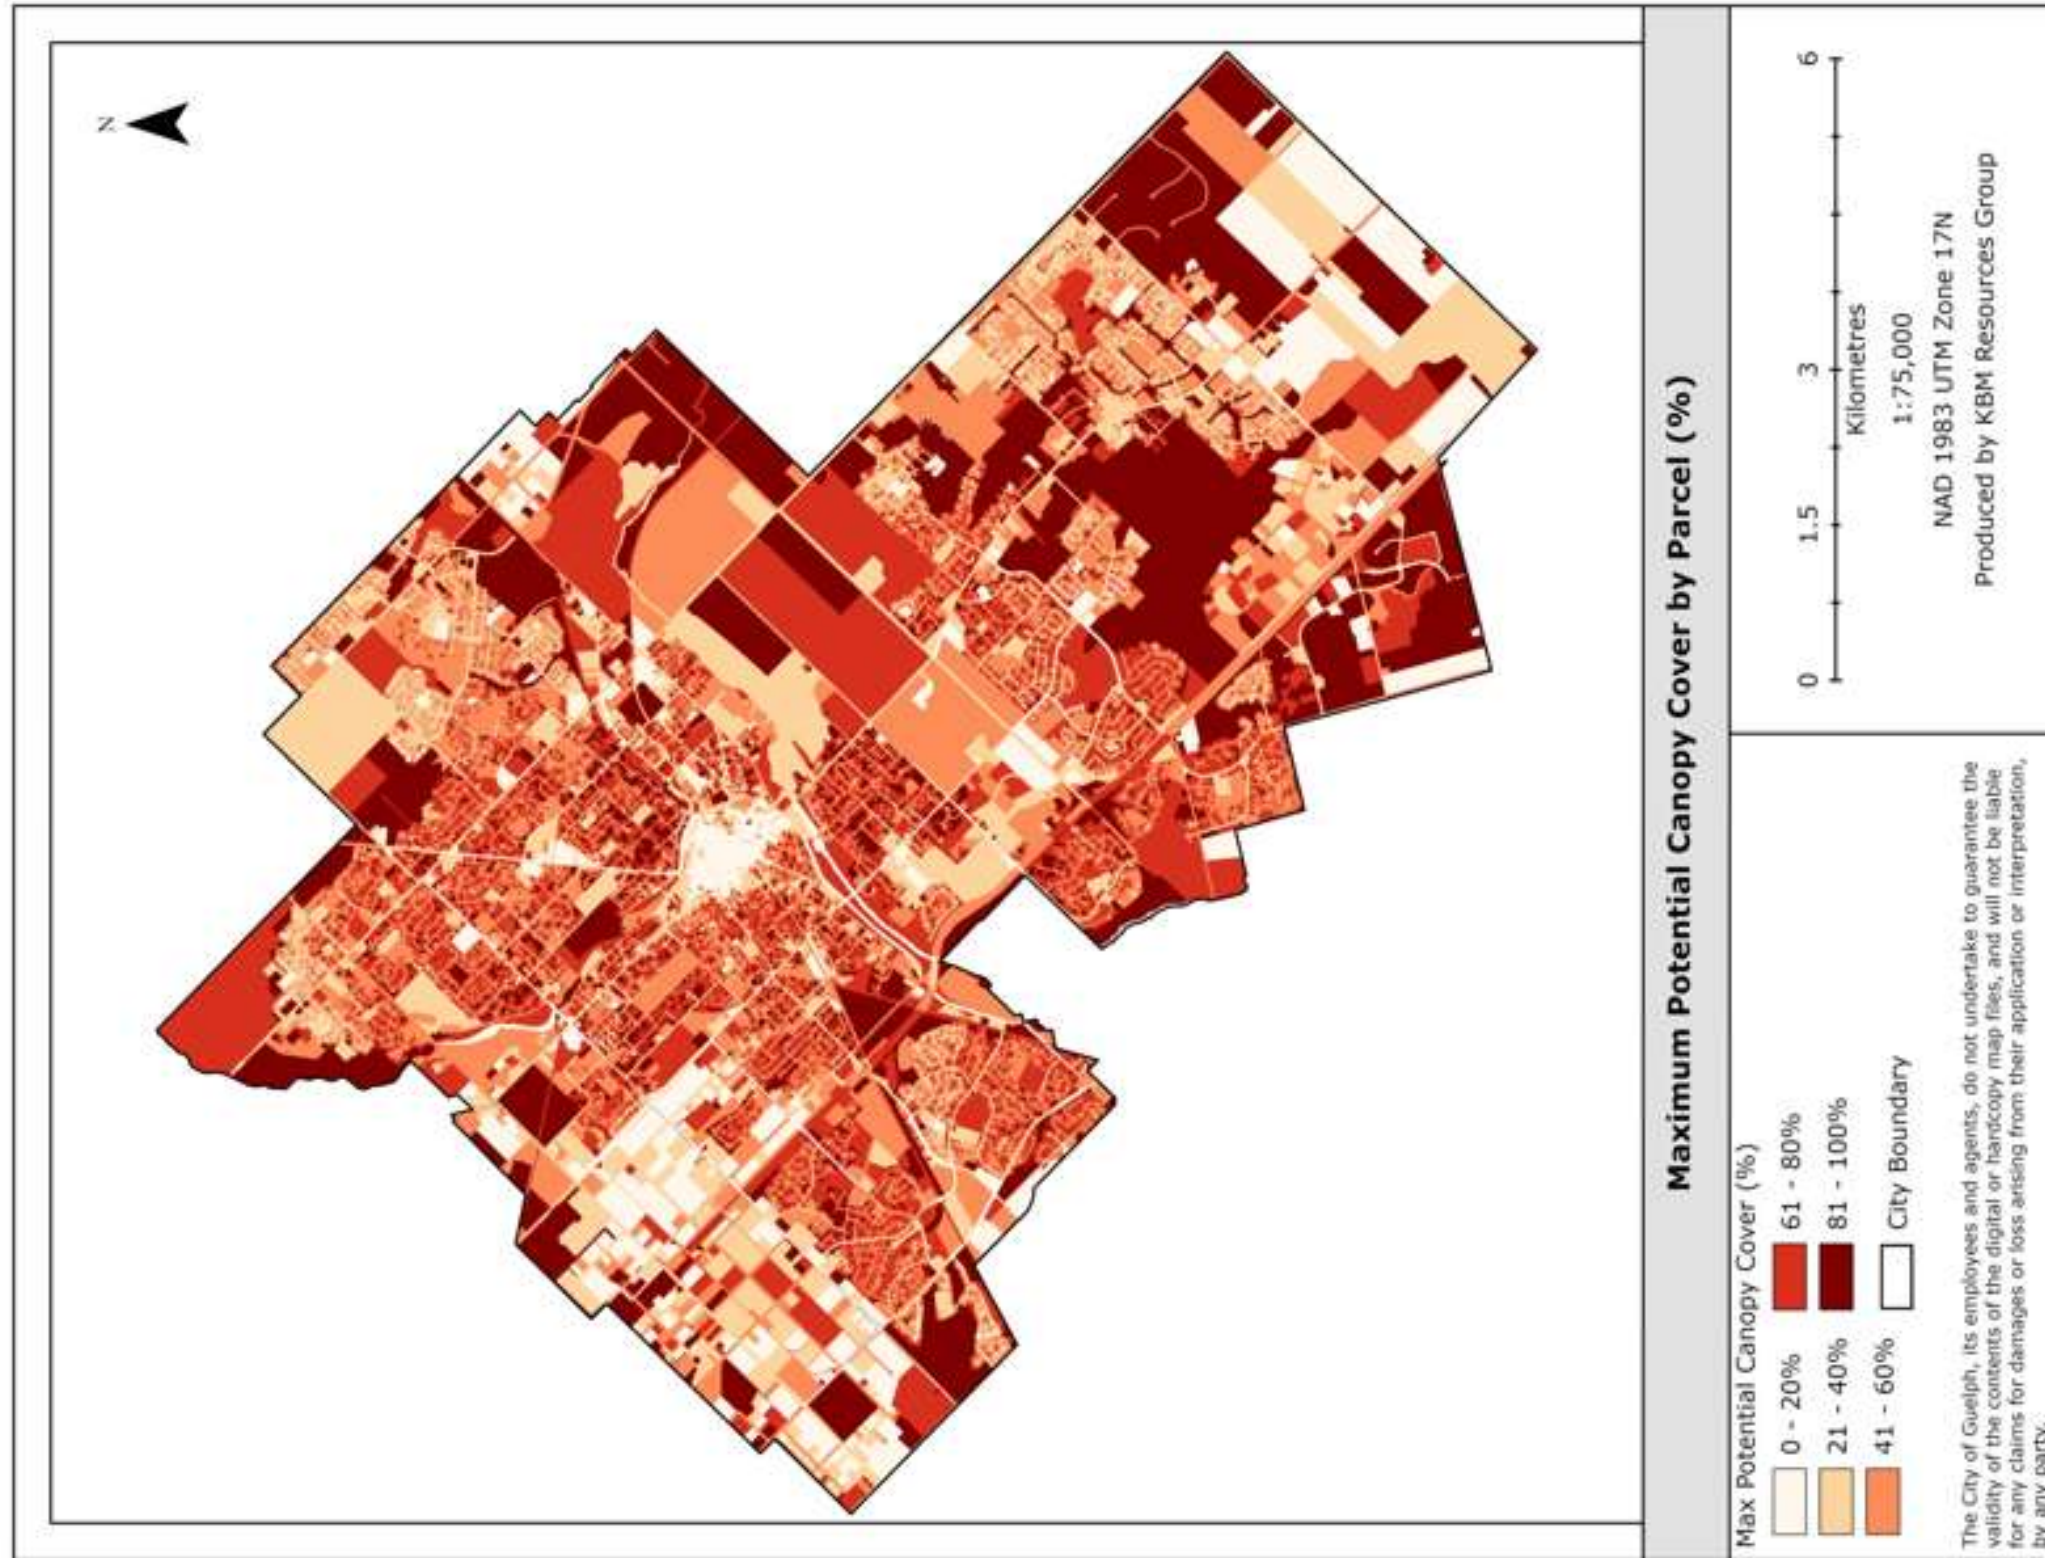 N
Maximum Potential Canopy Cover by Parcel (%)
Max Potential Canopy Cover (%)
0 - 20%
21 - 40%
41 - 60%
61 - 80%
81 - 100%
City Boundary
The City of Guelph, its employees and agents, do not undertake to guarantee the
validity of the contents of the digital or hardcopy map files, and will not be liable
for any claims for damages or loss arising from their application or interpretation,
by any party.
0 1.5 3 6
Kilometres
1:75,000
NAD 1983 UTM Zone 17N
Produced by KBM Resources Group